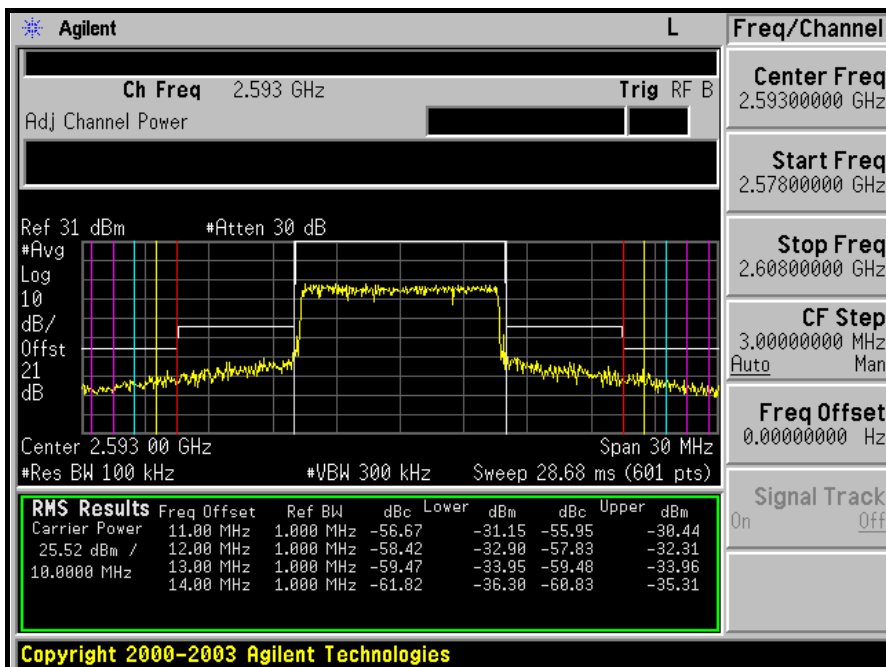 Agilent L Freq/Channel
Ch Freq 2.593 GHz Trig RF B
Adj Channel Power
Center Freq
2.59300000 GHz
Start Freq
2.57800000 GHz
Stop Freq
2.60800000 GHz
CF Step
3.00000000 MHz
Auto Man
Freq Offset
0.00000000 Hz
Signal Track
On Off
Ref 31 dBm #Atten 30 dB
#Avg
Log
10
dB/
Offst
21
dB
Center 2.593 00 GHz Span 30 MHz
#Res BW 100 kHz #VBW 300 kHz Sweep 28.68 ms (601 pts)
RMS Results Freq Offset Ref BW dBc Lower dBm dBc Upper dBm
Carrier Power 11.00 MHz 1.000 MHz -56.67 -31.15 -55.95 -30.44
25.52 dBm / 12.00 MHz 1.000 MHz -58.42 -32.90 -57.83 -32.31
10.0000 MHz 13.00 MHz 1.000 MHz -59.47 -33.95 -59.48 -33.96
14.00 MHz 1.000 MHz -61.82 -36.30 -60.83 -35.31
Copyright 2000-2003 Agilent Technologies